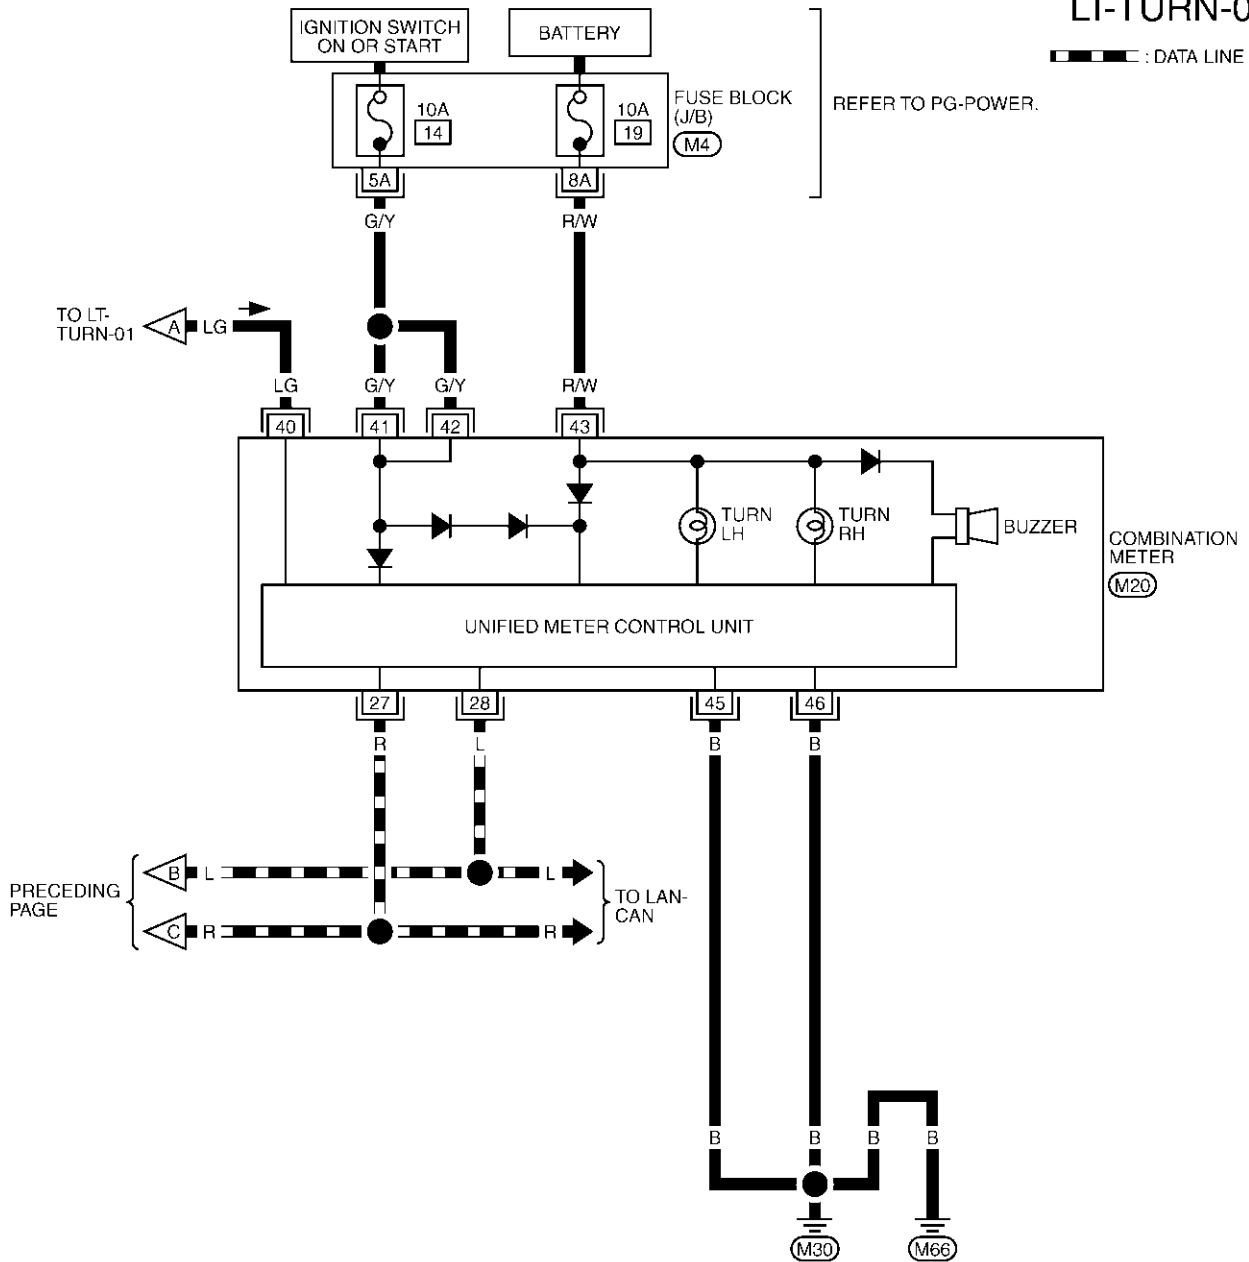 LT-TURN-0
: DATA LINE
IGNITION SWITCH
ON OR START
BATTERY
10A
14
10A
19
FUSE BLOCK
(J/B)
M4
REFER TO PG-POWER.
5A
8A
G/Y
R/W
TO LT-
TURN-01
A
LG
LG
G/Y
G/Y
R/W
40
41
42
43
TURN
LH
TURN
RH
BUZZER
COMBINATION
METER
M20
UNIFIED METER CONTROL UNIT
27
28
45
46
R
L
B
B
PRECEDING
PAGE
B
L
L
C
R
R
TO LAN-
CAN
B
B
B
B
M30
M66